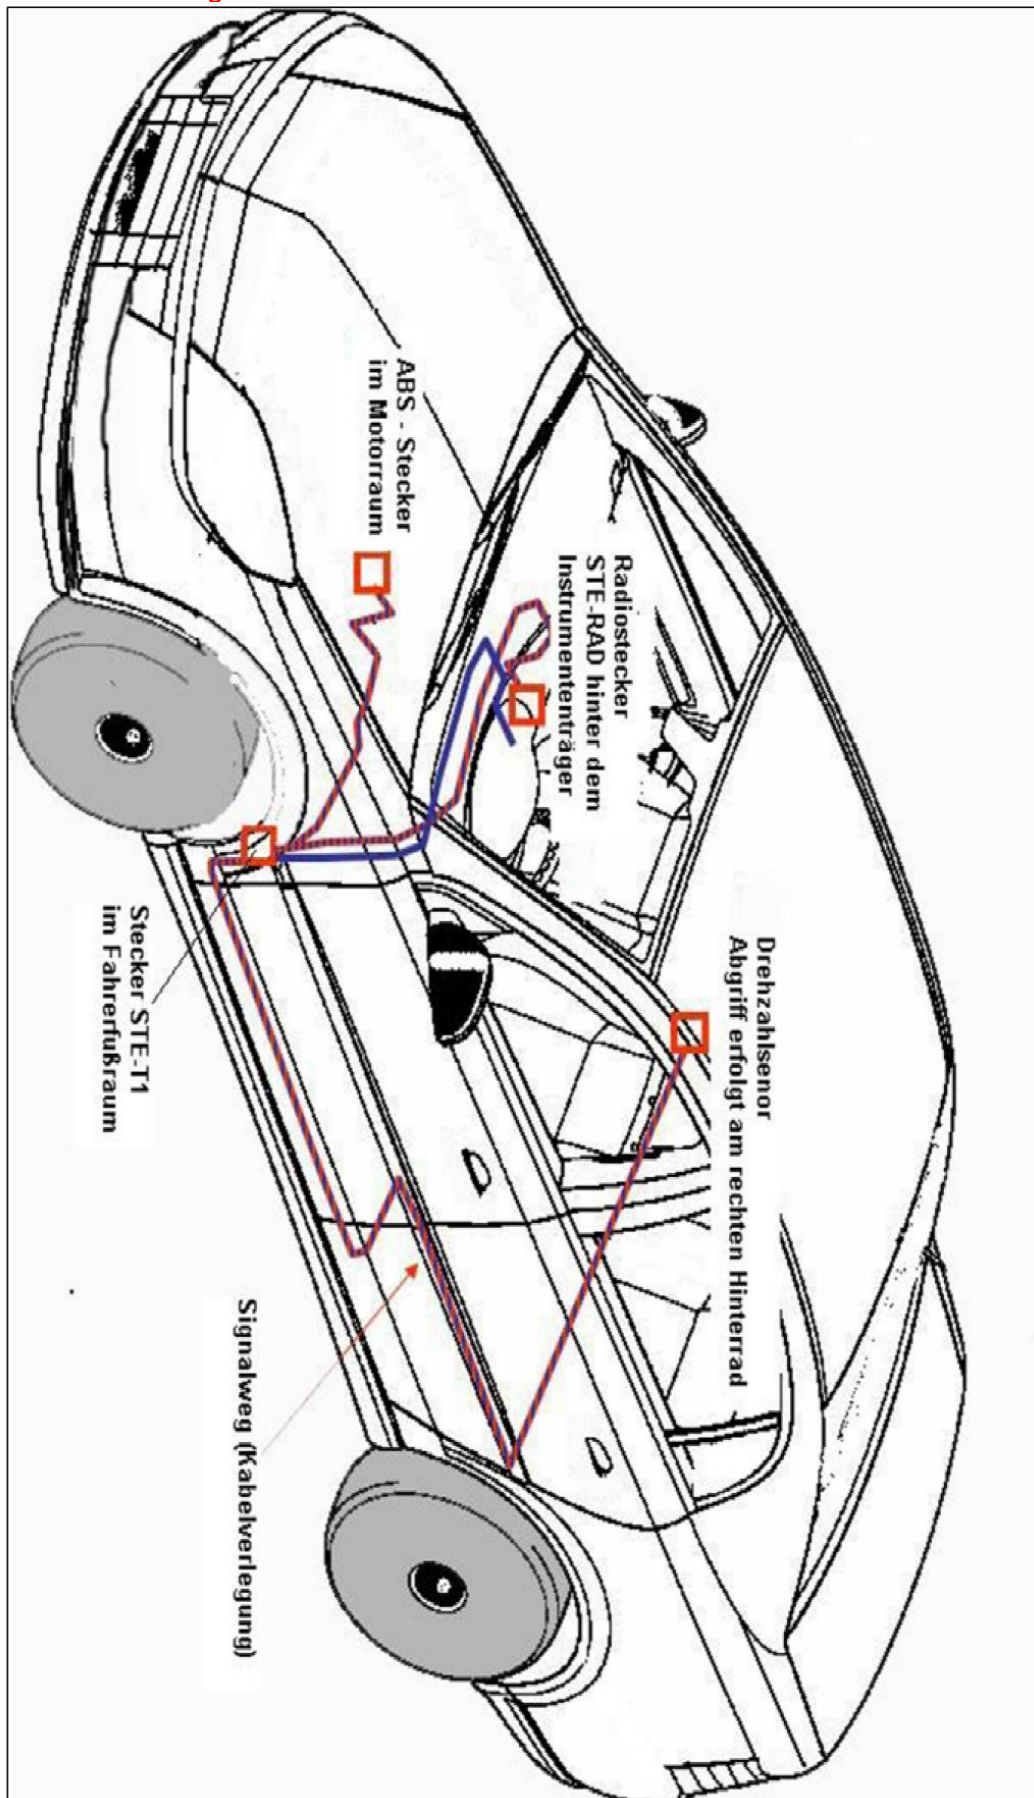 Radiostecker
STE-RAD hinter dem
Instrumententräger
ABS - Stecker
im Motorraum
Drehzahlsenor
Abgriff erfolgt am rechten Hinterrad
Stecker STE-T1
im Fahrerfußraum
Signalweg (Kabelverlegung)